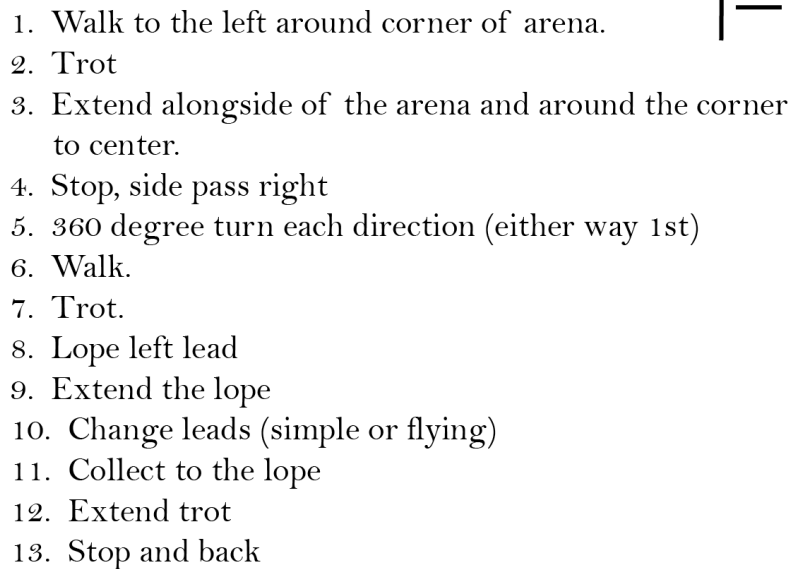 1. Walk to the left around corner of arena.
2. Trot
3. Extend alongside of the arena and around the corner
to center.
4. Stop, side pass right
5. 360 degree turn each direction (either way 1st)
6. Walk.
7. Trot.
8. Lope left lead
9. Extend the lope
10. Change leads (simple or flying)
11. Collect to the lope
12. Extend trot
13. Stop and back